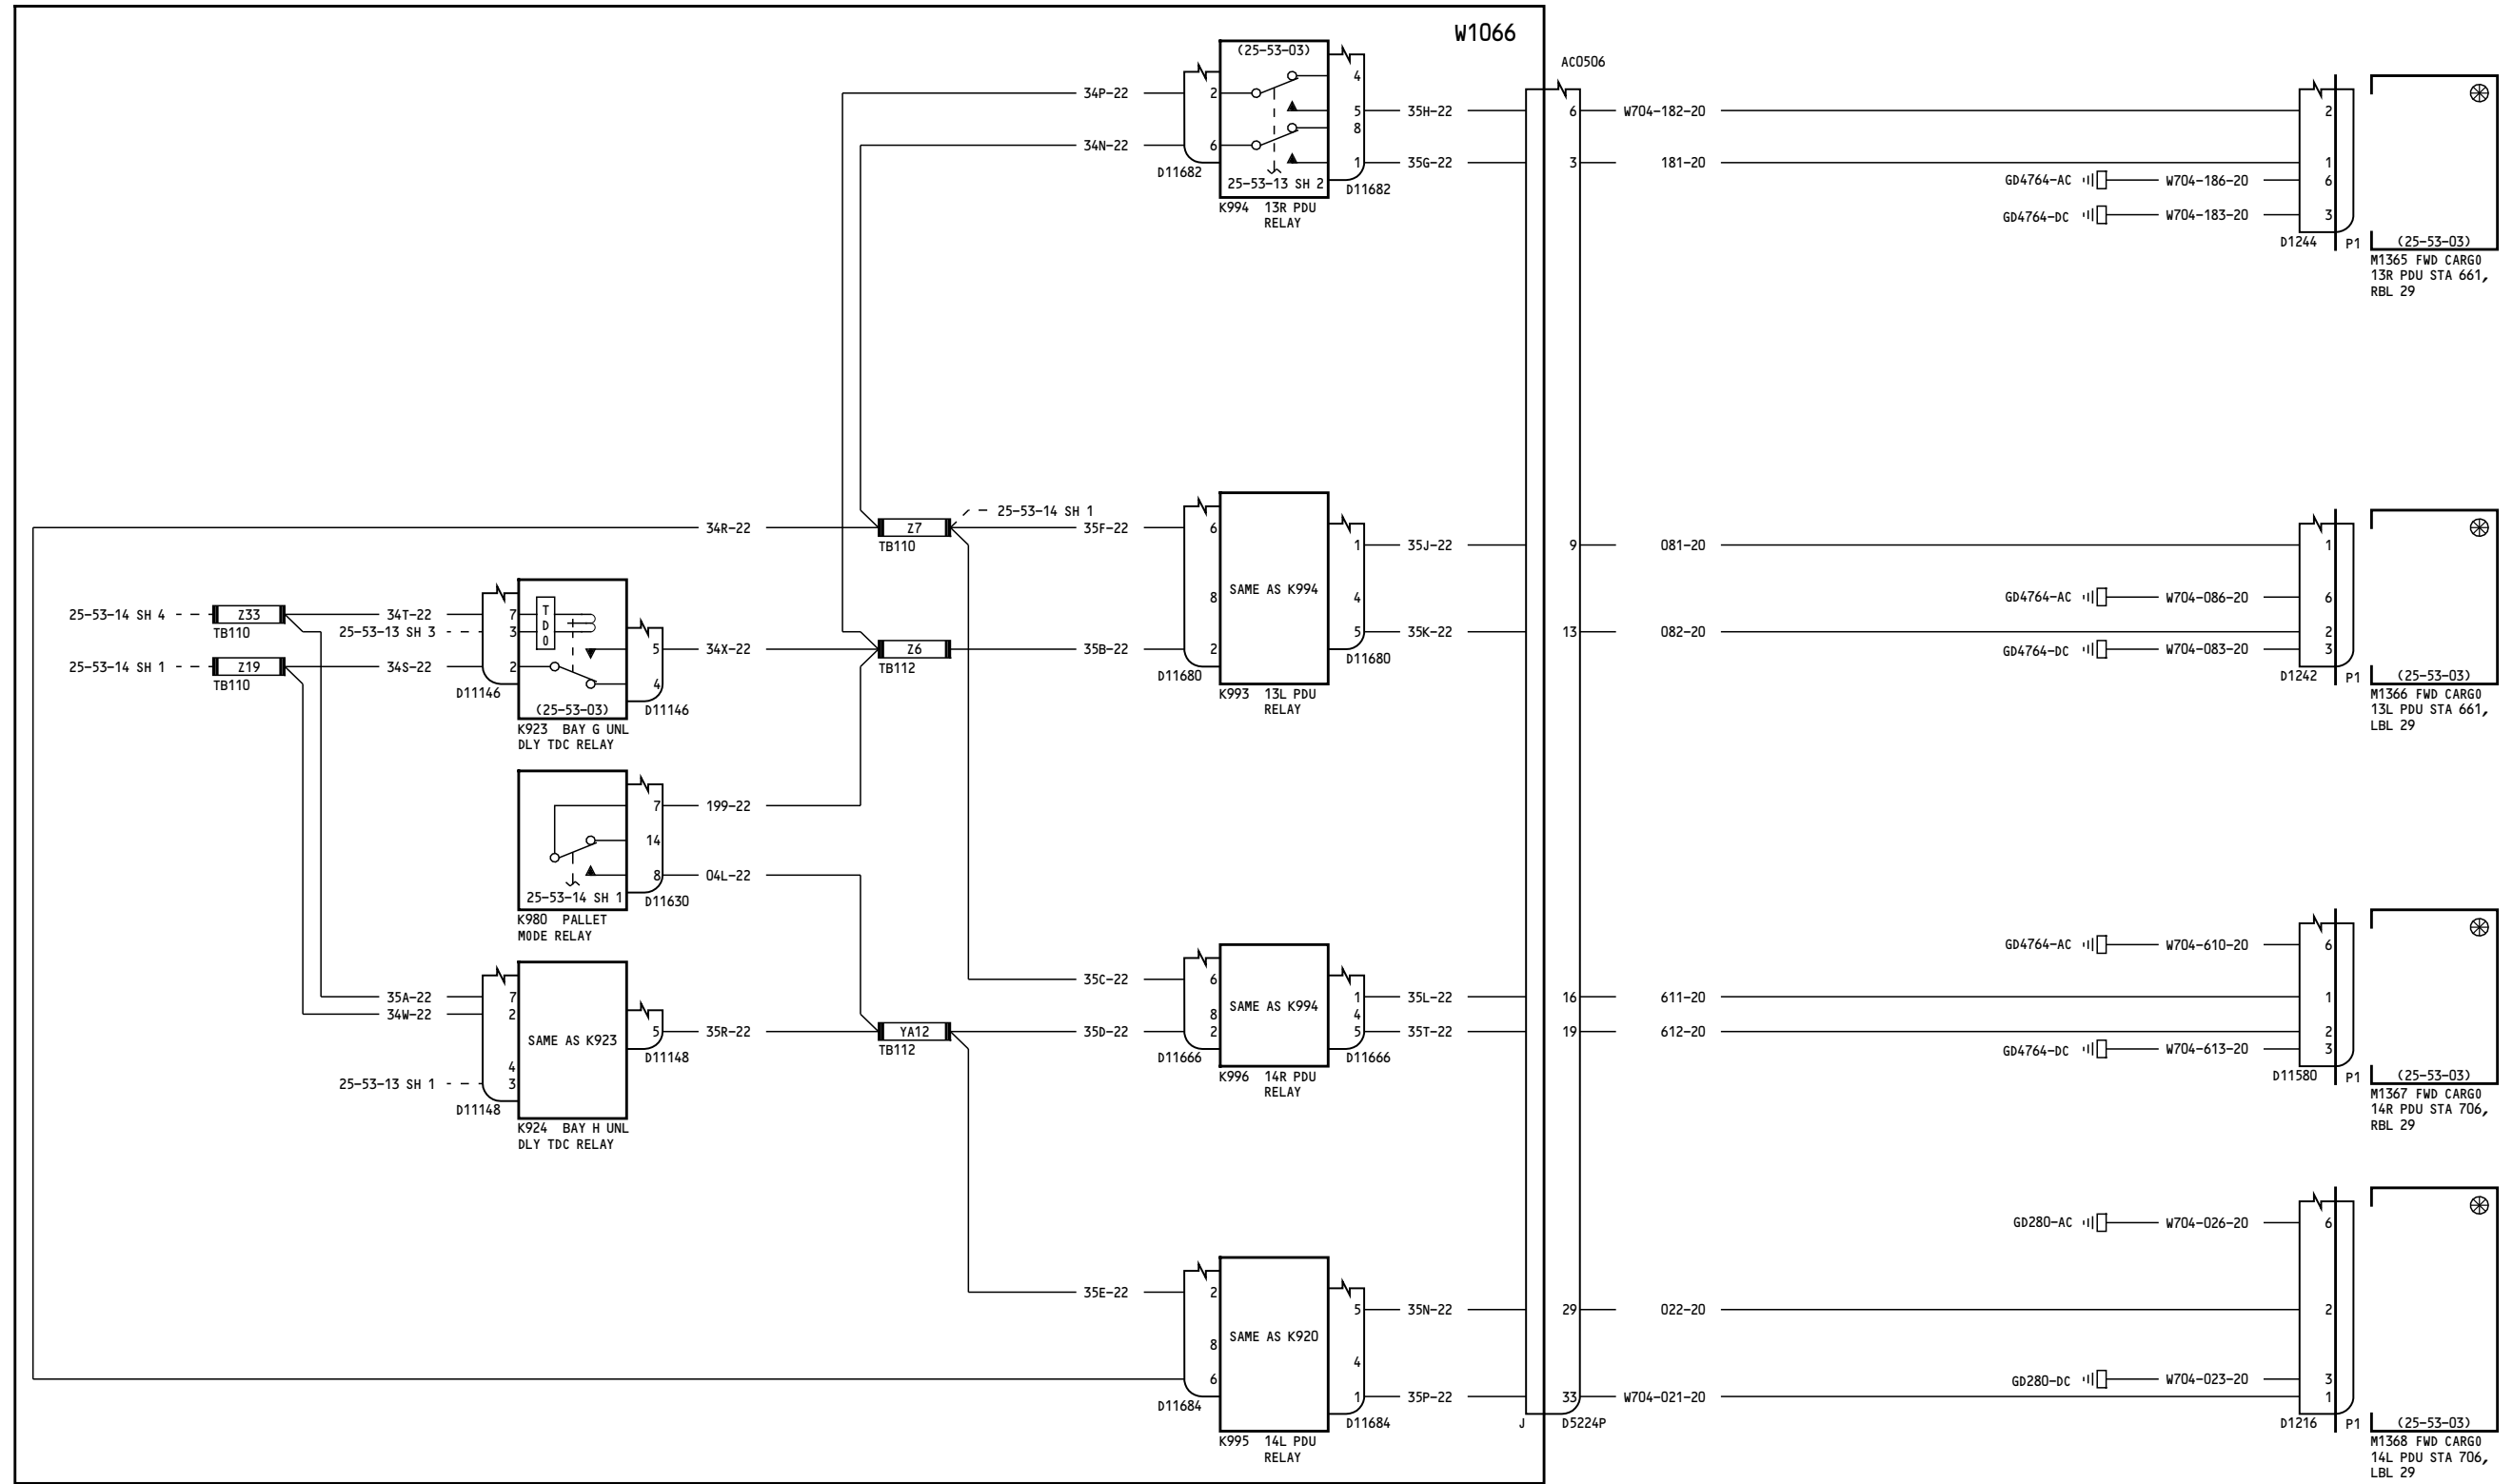 W1066
AC0506
(25-53-03)
34P-22
2
4
5
35H-22
6
W704-182-20
2
8
34N-22
6
1
35G-22
3
181-20
1
D11682
25-53-13 SH 2
D11682
GD4764-AC
W704-186-20
6
K994 13R PDU
RELAY
GD4764-DC
W704-183-20
3
D1244
P1
(25-53-03)
M1365 FWD CARGO
13R PDU STA 661,
RBL 29
25-53-14 SH 1
34R-22
Z7
TB110
35F-22
6
1
35J-22
9
081-20
1
SAME AS K994
8
4
GD4764-AC
W704-086-20
6
5
35K-22
13
082-20
2
35B-22
2
D11680
D11680
GD4764-DC
W704-083-20
3
D1242
P1
(25-53-03)
K993 13L PDU
RELAY
M1366 FWD CARGO
13L PDU STA 661,
LBL 29
25-53-14 SH 4
Z33
TB110
34T-22
7
T
D
O
25-53-13 SH 3
3
5
34X-22
Z6
TB112
25-53-14 SH 1
Z19
TB110
34S-22
2
4
D11146
(25-53-03)
D11146
K923 BAY G UNL
DLY TDC RELAY
7
199-22
14
8
04L-22
25-53-14 SH 1
D11630
K980 PALLET
MODE RELAY
35A-22
7
34W-22
2
SAME AS K923
5
D11148
35R-22
YA12
TB112
4
25-53-13 SH 1
3
D11148
K924 BAY H UNL
DLY TDC RELAY
35C-22
6
SAME AS K994
1
35L-22
16
611-20
1
8
4
35D-22
2
5
35T-22
19
612-20
2
D11666
D11666
K996 14R PDU
RELAY
GD4764-AC
W704-610-20
6
GD4764-DC
W704-613-20
3
D11580
P1
(25-53-03)
M1367 FWD CARGO
14R PDU STA 706,
RBL 29
35E-22
2
SAME AS K920
5
35N-22
29
022-20
2
8
4
6
1
35P-22
33
W704-021-20
1
D11684
D11684
J
D5224P
K995 14L PDU
RELAY
GD280-AC
W704-026-20
6
GD280-DC
W704-023-20
3
D1216
P1
(25-53-03)
M1368 FWD CARGO
14L PDU STA 706,
LBL 29